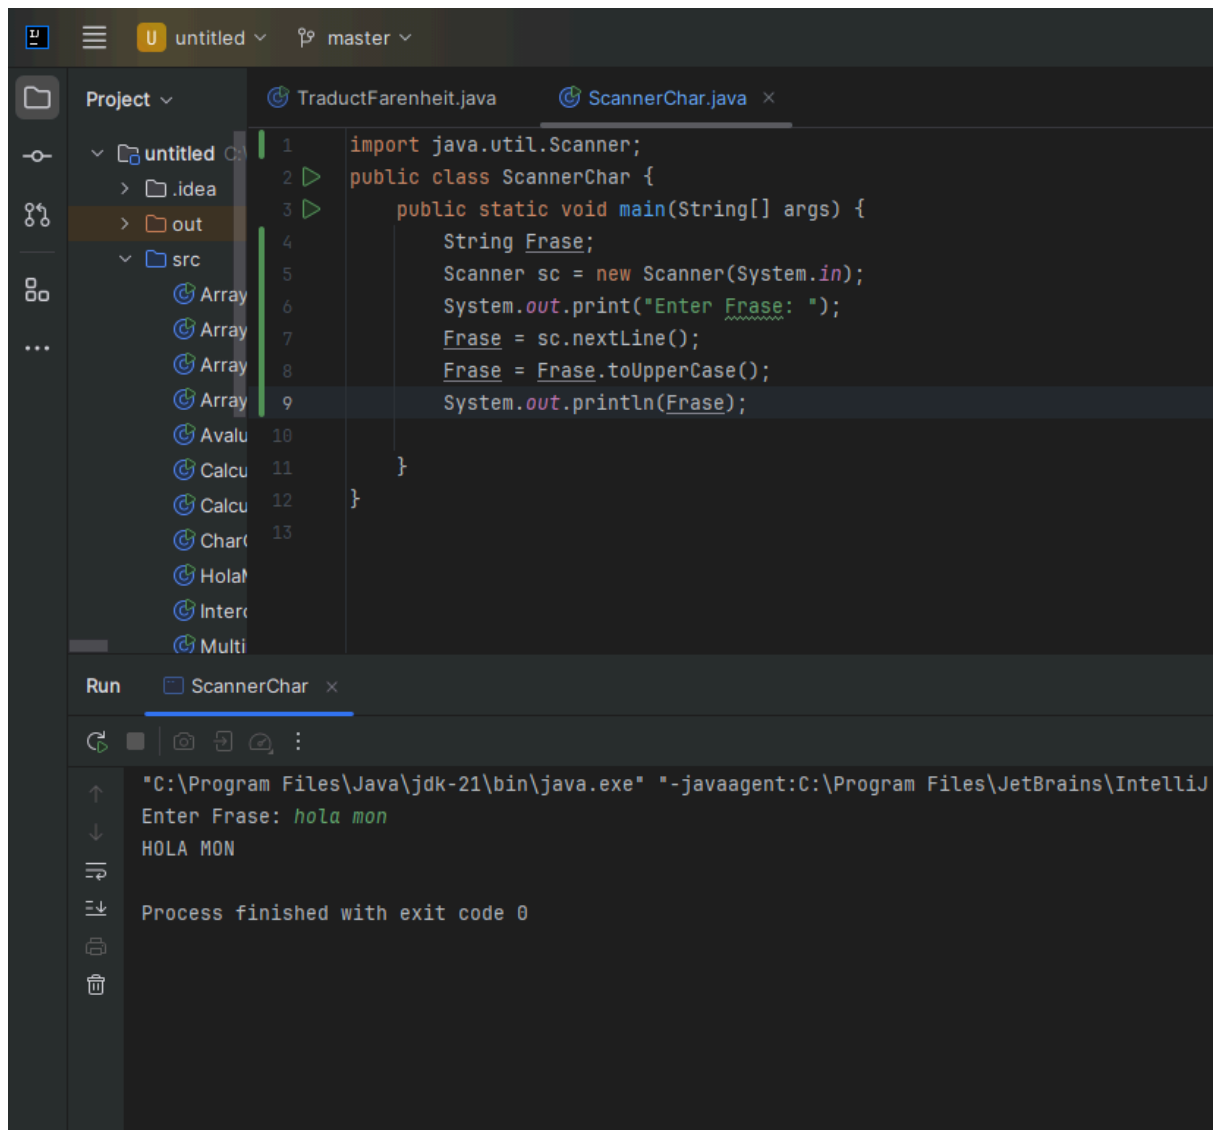 untitled master
Project
TraductFarenheit.java
ScannerChar.java
untitled
.idea
out
src
Array
Array
Array
Array
Avalu
Calcu
Calcu
Multi
1 import java.util.Scanner;
2 public class ScannerChar {
3 public static void main(String[] args) {
4 String Frase;
5 Scanner sc = new Scanner(System.in);
6 System.out.print("Enter Frase: ");
7 Frase = sc.nextLine();
8 Frase = Frase.toUpperCase();
9 System.out.println(Frase);
10
11 }
12 }
13
Run ScannerChar
"C:\Program Files\Java\jdk-21\bin\java.exe" "-javaagent:C:\Program Files\JetBrains\IntelliJ
Enter Frase: hola mon
HOLA MON
Process finished with exit code 0